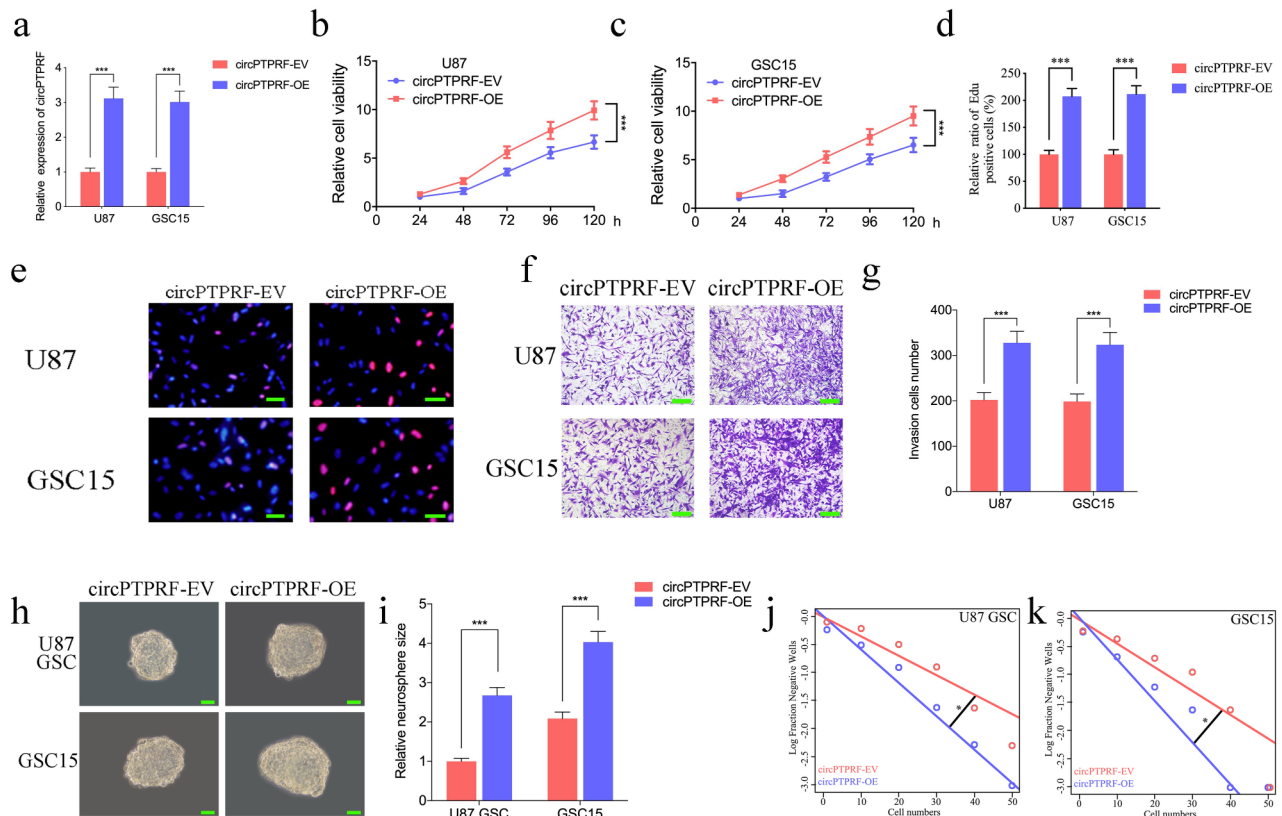 a
Relative expression of circPTPRF
4
3
2
1
0
***
***
U87
GSC15
circPTPRF-EV
circPTPRF-OE
b
U87
circPTPRF-EV
circPTPRF-OE
Relative cell viability
15
10
5
0
***
0 24 48 72 96 120 h
c
GSC15
circPTPRF-EV
circPTPRF-OE
Relative cell viability
15
10
5
0
***
0 24 48 72 96 120 h
d
circPTPRF-EV
circPTPRF-OE
Relative ratio of Edu
positive cells (%)
250
200
150
100
50
0
***
***
U87
GSC15
e
circPTPRF-EV
circPTPRF-OE
U87
GSC15
f
circPTPRF-EV
circPTPRF-OE
U87
GSC15
g
circPTPRF-EV
circPTPRF-OE
Invasion cells number
400
300
200
100
0
***
***
U87
GSC15
h
circPTPRF-EV
circPTPRF-OE
U87
GSC
GSC15
i
circPTPRF-EV
circPTPRF-OE
Relative neurosphere size
5
4
3
2
1
0
***
***
U87 GSC
GSC15
j
U87 GSC
Log Fraction Negative Wells
-0.0
-0.5
-1.0
-1.5
-2.0
-2.5
-3.0
*
circPTPRF-EV
circPTPRF-OE
0 10 20 30 40 50
Cell numbers
k
GSC15
Log Fraction Negative Wells
-0.0
-0.5
-1.0
-1.5
-2.0
-2.5
-3.0
*
circPTPRF-EV
circPTPRF-OE
0 10 20 30 40 50
Cell numbers